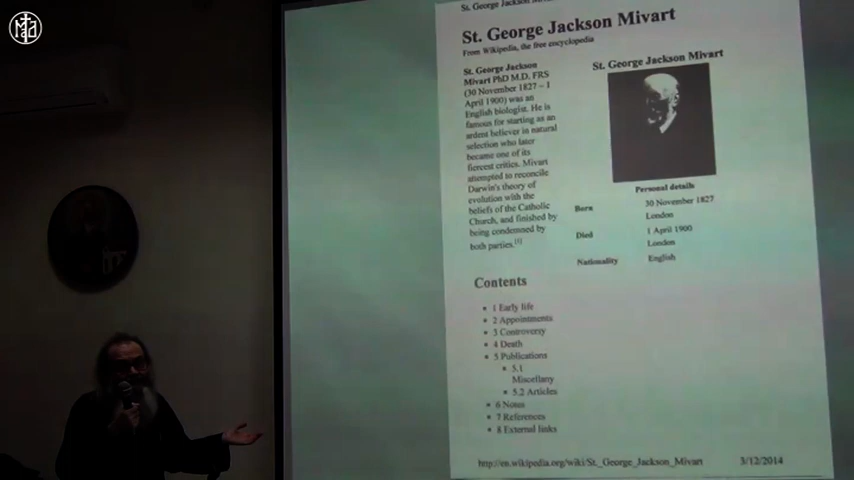 St. George Jackson Mivart
St. George Jackson Mivart
From Wikipedia, the free encyclopedia
St. George Jackson
Mivart PhD M.D. FRS
(30 November 1827 – 1
April 1900) was an
English biologist. He is
famous for starting as an
ardent believer in natural
selection who later
became one of its
fiercest critics. Mivart
attempted to reconcile
Darwin's theory of
evolution with the
beliefs of the Catholic
Church, and finished by
being condemned by
both parties.[1]
St. George Jackson Mivart
Personal details
Born 30 November 1827
London
Died 1 April 1900
London
Nationality English
Contents
1 Early life
2 Appointments
3 Controversy
4 Death
5 Publications
5.1
Miscellany
5.2 Articles
6 Notes
7 References
8 External links
http://en.wikipedia.org/wiki/St._George_Jackson_Mivart 3/12/2014